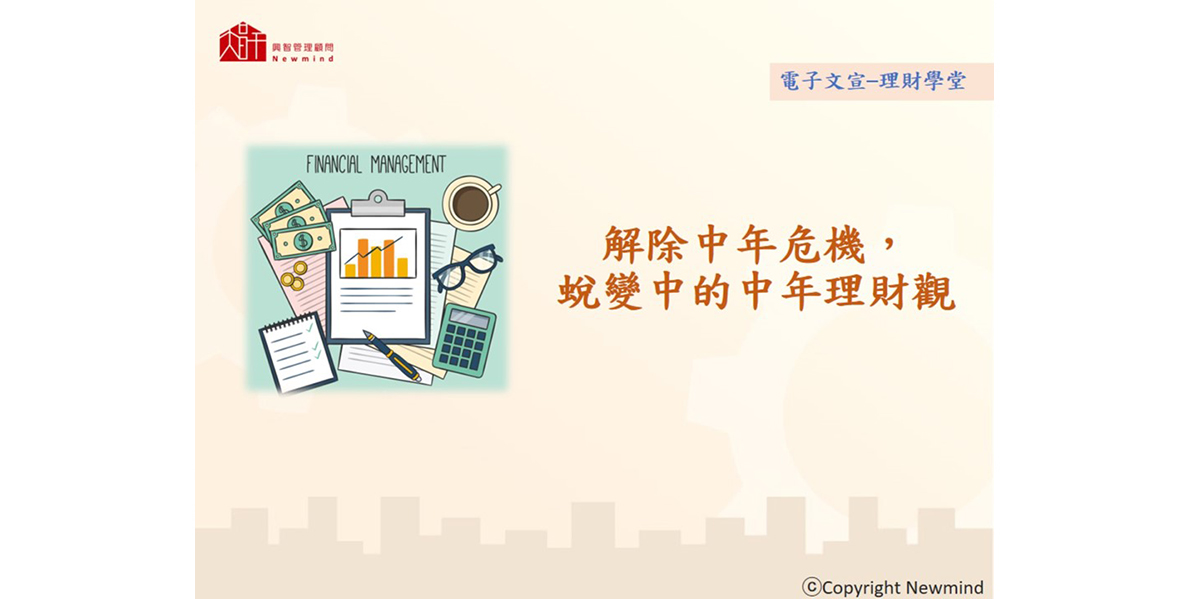 興智管理顧問
Newmind
電子文宣–理財學堂
FINANCIAL MANAGEMENT
解除中年危機，
蛻變中的中年理財觀
ⓒCopyright Newmind